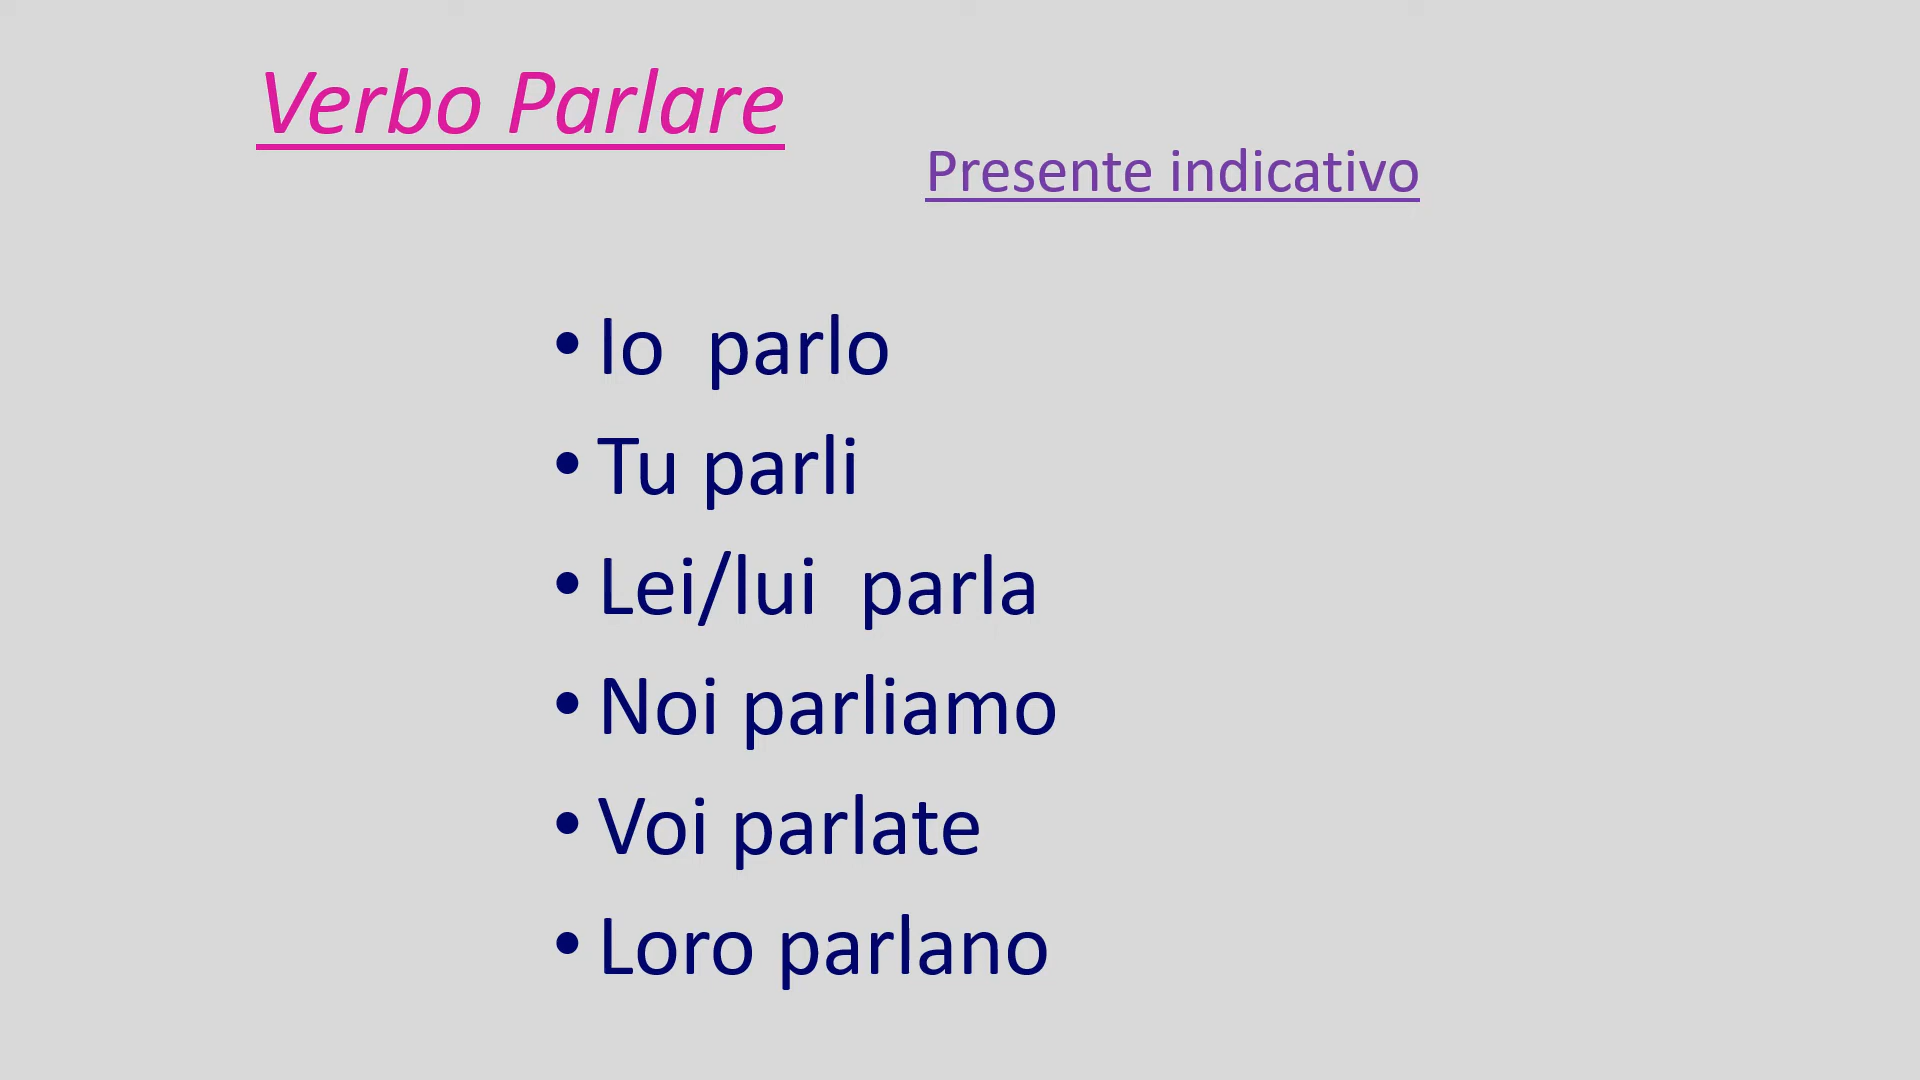 Verbo Parlare
Presente indicativo
• Io  parlo
• Tu parli
• Lei/lui  parla
• Noi parliamo
• Voi parlate
• Loro parlano